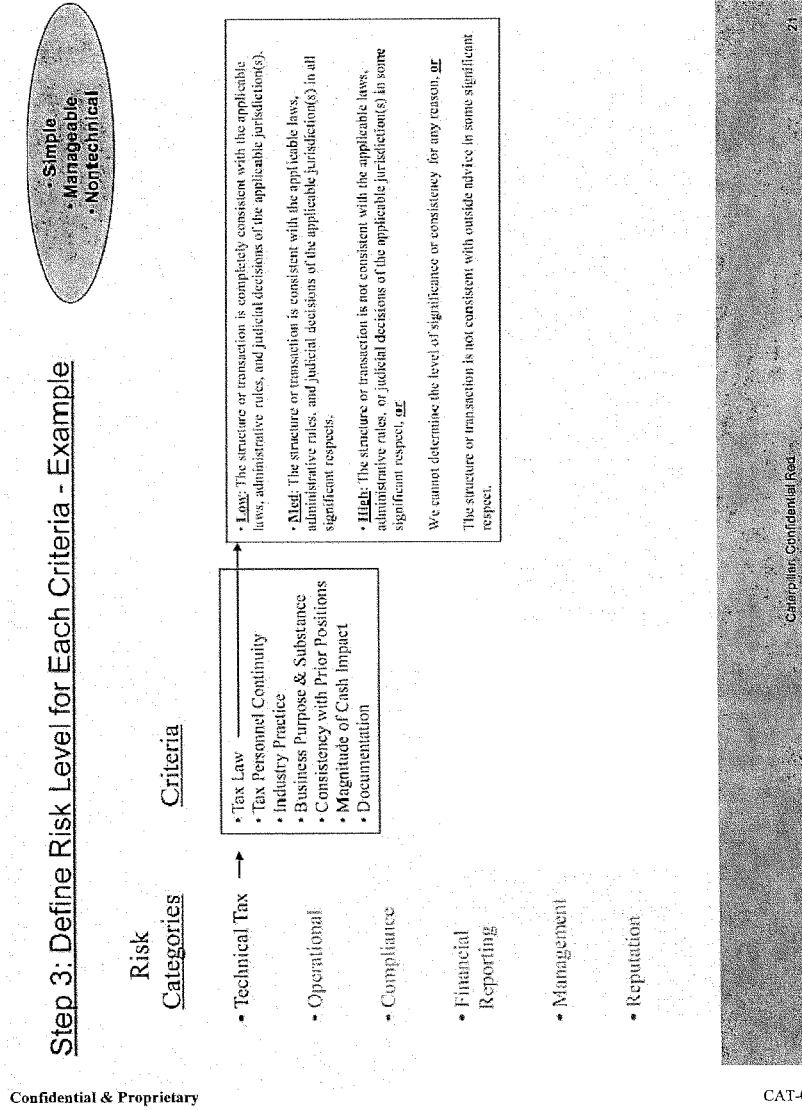 Step 3: Define Risk Level for Each Criteria - Example
• Simple
• Manageable
• Nontechnical
Risk
Categories
Criteria
• Technical Tax
• Operational
• Compliance
• Financial
Reporting
• Management
• Reputation
• Tax Law
• Tax Personnel Continuity
• Industry Practice
• Business Purpose & Substance
• Consistency with Prior Positions
• Magnitude of Cash Impact
• Documentation
• Low: The structure or transaction is completely consistent with the applicable
laws, administrative rules, and judicial decisions of the applicable jurisdiction(s).
• Med: The structure or transaction is consistent with the applicable laws,
administrative rules, and judicial decisions of the applicable jurisdiction(s) in all
significant respects.
• High: The structure or transaction is not consistent with the applicable laws,
administrative rules, or judicial decisions of the applicable jurisdiction(s) in some
significant respect, or
We cannot determine the level of significance or consistency for any reason, or
The structure or transaction is not consistent with outside advice in some significant
respect.
Caterpillar: Confidential Red
21
Confidential & Proprietary
CAT-